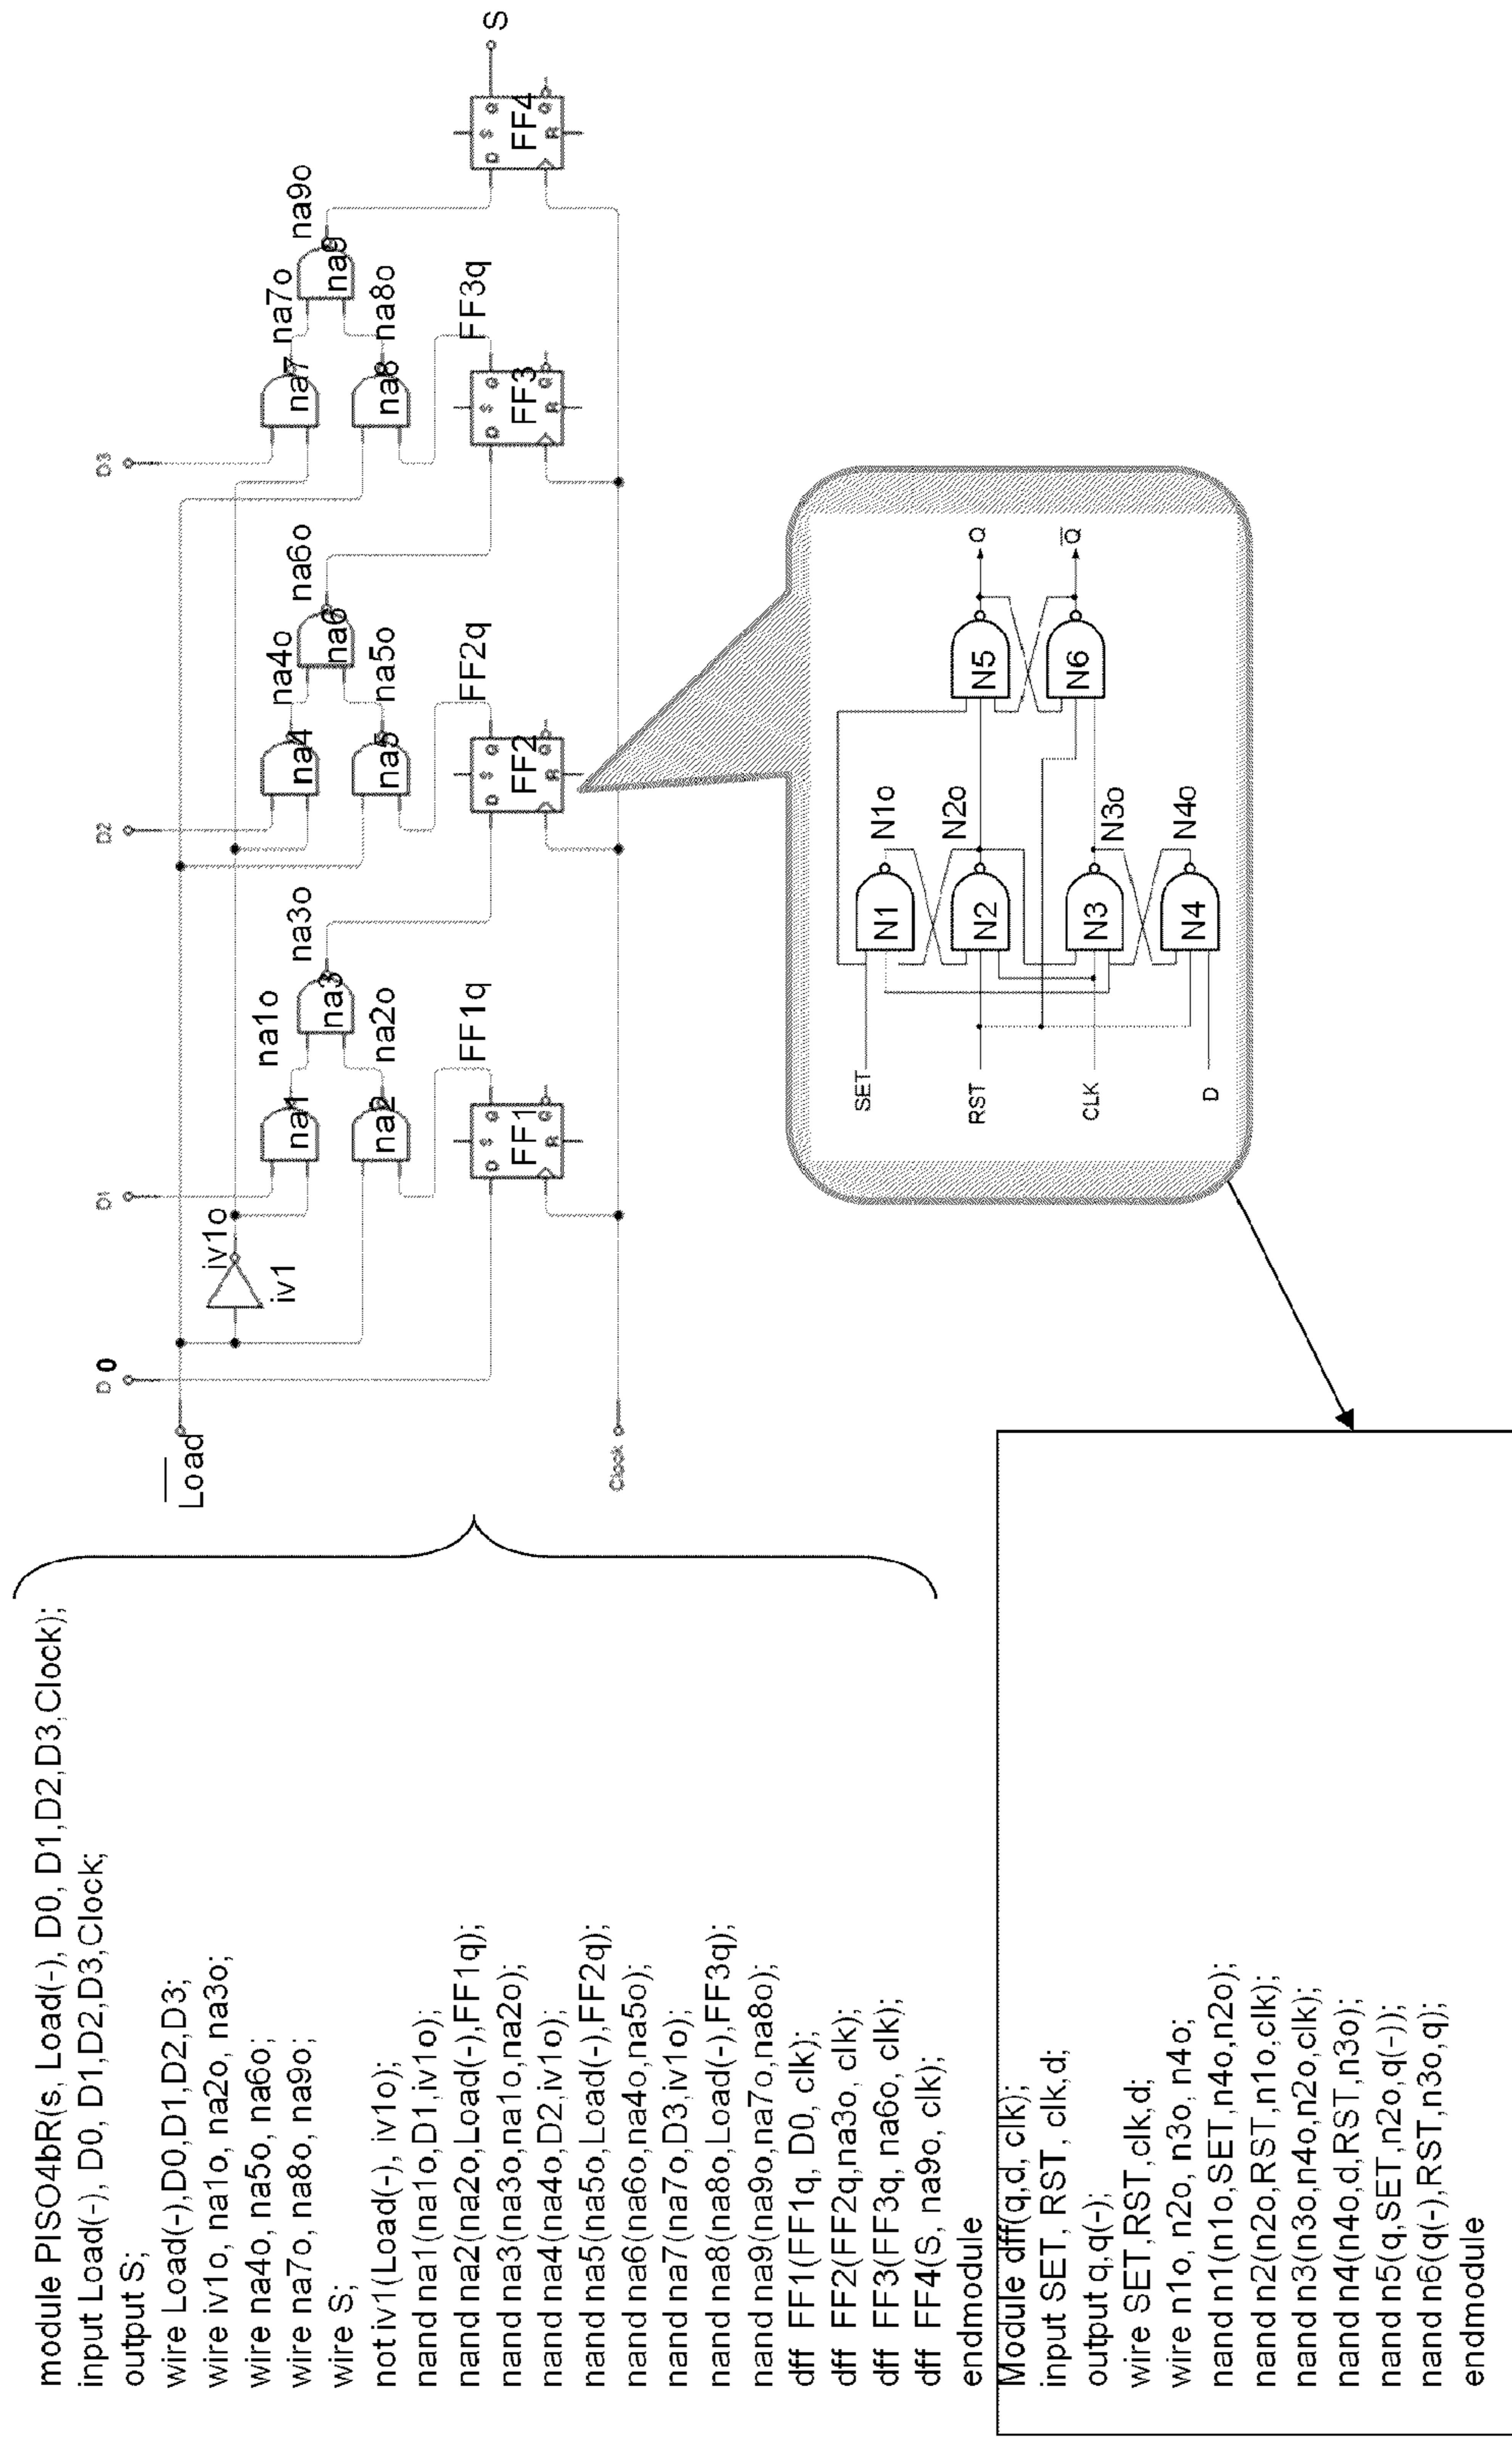 module PISO4bR(s, Load(-), D0, D1,D2,D3,Clock);
input Load(-), D0, D1,D2,D3,Clock;
output S;
wire Load(-),D0,D1,D2,D3;
wire iv1o, na1o, na2o, na3o;
wire na4o, na5o, na6o;
wire na7o, na8o, na9o;
wire S;
not iv1(Load(-), iv1o);
nand na1(na1o,D1,iv1o);
nand na2(na2o,Load(-),FF1q);
nand na3(na3o,na1o,na2o);
nand na4(na4o,D2,iv1o);
nand na5(na5o,Load(-),FF2q);
nand na6(na6o,na4o,na5o);
nand na7(na7o,D3,iv1o);
nand na8(na8o,Load(-),FF3q);
nand na9(na9o,na7o,na8o);
dff FF1(FF1q, D0, clk);
dff FF2(FF2q,na3o, clk);
dff FF3(FF3q, na6o, clk);
dff FF4(S, na9o, clk);
endmodule
Module dff(q,d, clk);
input SET, RST, clk,d;
output q,q(-);
wire SET,RST,clk,d;
wire n1o, n2o, n3o, n4o;
nand n1(n1o,SET,n4o,n2o);
nand n2(n2o,RST,n1o,clk);
nand n3(n3o,n4o,n2o,clk);
nand n4(n4o,d,RST,n3o);
nand n5(q,SET,n2o,q(-));
nand n6(q(-),RST,n3o,q);
endmodule
D 0
D1
D2
D3
Load
iv1o
iv1
na1o
na1
na2o
na2
na3o
na3
na4o
na4
na5o
na5
na6o
na6
na7o
na7
na8o
na8
na9o
na9
FF1q
FF2q
FF3q
D S Q
FF1
R Q
D S Q
FF2
R Q
D S Q
FF3
R Q
D S Q
FF4
R Q
S
Clock
SET
RST
CLK
D
N1
N1o
N2
N2o
N3
N3o
N4
N4o
N5
N6
Q
Q